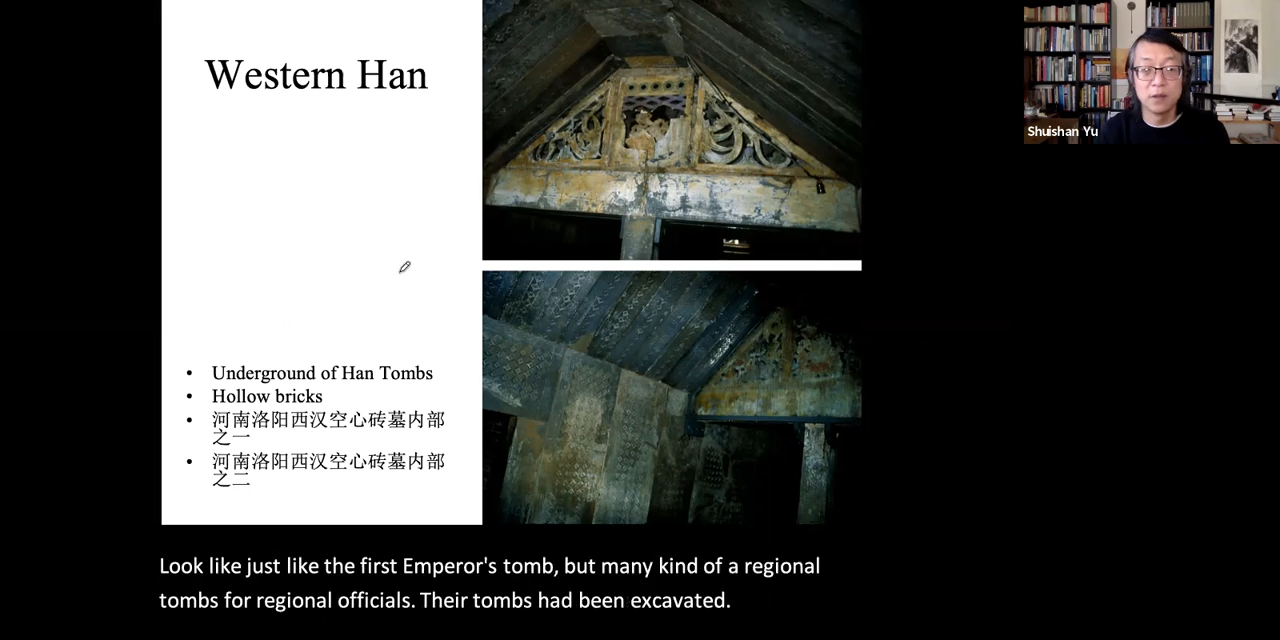 Western Han
• Underground of Han Tombs
• Hollow bricks
• 河南洛阳西汉空心砖墓内部
之一
• 河南洛阳西汉空心砖墓内部
之二
Shuishan Yu
Look like just like the first Emperor's tomb, but many kind of a regional
tombs for regional officials. Their tombs had been excavated.